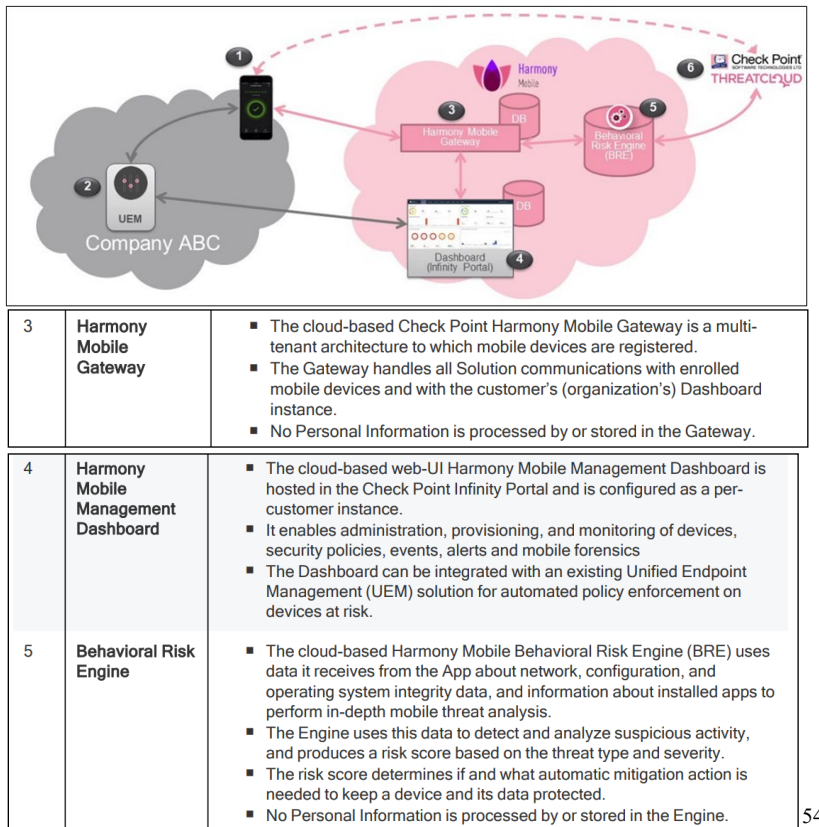 1
Check Point
SOFTWARE TECHNOLOGIES LTD
6
THREATCLOUD
Harmony
Mobile
3
DB
5
Harmony Mobile
Gateway
Behavioral
Risk Engine
(BRE)
2
DB
UEM
Company ABC
Dashboard
(Infinity Portal)
4
3 Harmony Mobile Gateway
■ The cloud-based Check Point Harmony Mobile Gateway is a multi-
tenant architecture to which mobile devices are registered.
■ The Gateway handles all Solution communications with enrolled
mobile devices and with the customer's (organization's) Dashboard
instance.
■ No Personal Information is processed by or stored in the Gateway.
4 Harmony Mobile Management Dashboard
■ The cloud-based web-UI Harmony Mobile Management Dashboard is
hosted in the Check Point Infinity Portal and is configured as a per-
customer instance.
■ It enables administration, provisioning, and monitoring of devices,
security policies, events, alerts and mobile forensics
■ The Dashboard can be integrated with an existing Unified Endpoint
Management (UEM) solution for automated policy enforcement on
devices at risk.
5 Behavioral Risk Engine
■ The cloud-based Harmony Mobile Behavioral Risk Engine (BRE) uses
data it receives from the App about network, configuration, and
operating system integrity data, and information about installed apps to
perform in-depth mobile threat analysis.
■ The Engine uses this data to detect and analyze suspicious activity,
and produces a risk score based on the threat type and severity.
■ The risk score determines if and what automatic mitigation action is
needed to keep a device and its data protected.
■ No Personal Information is processed by or stored in the Engine.
54